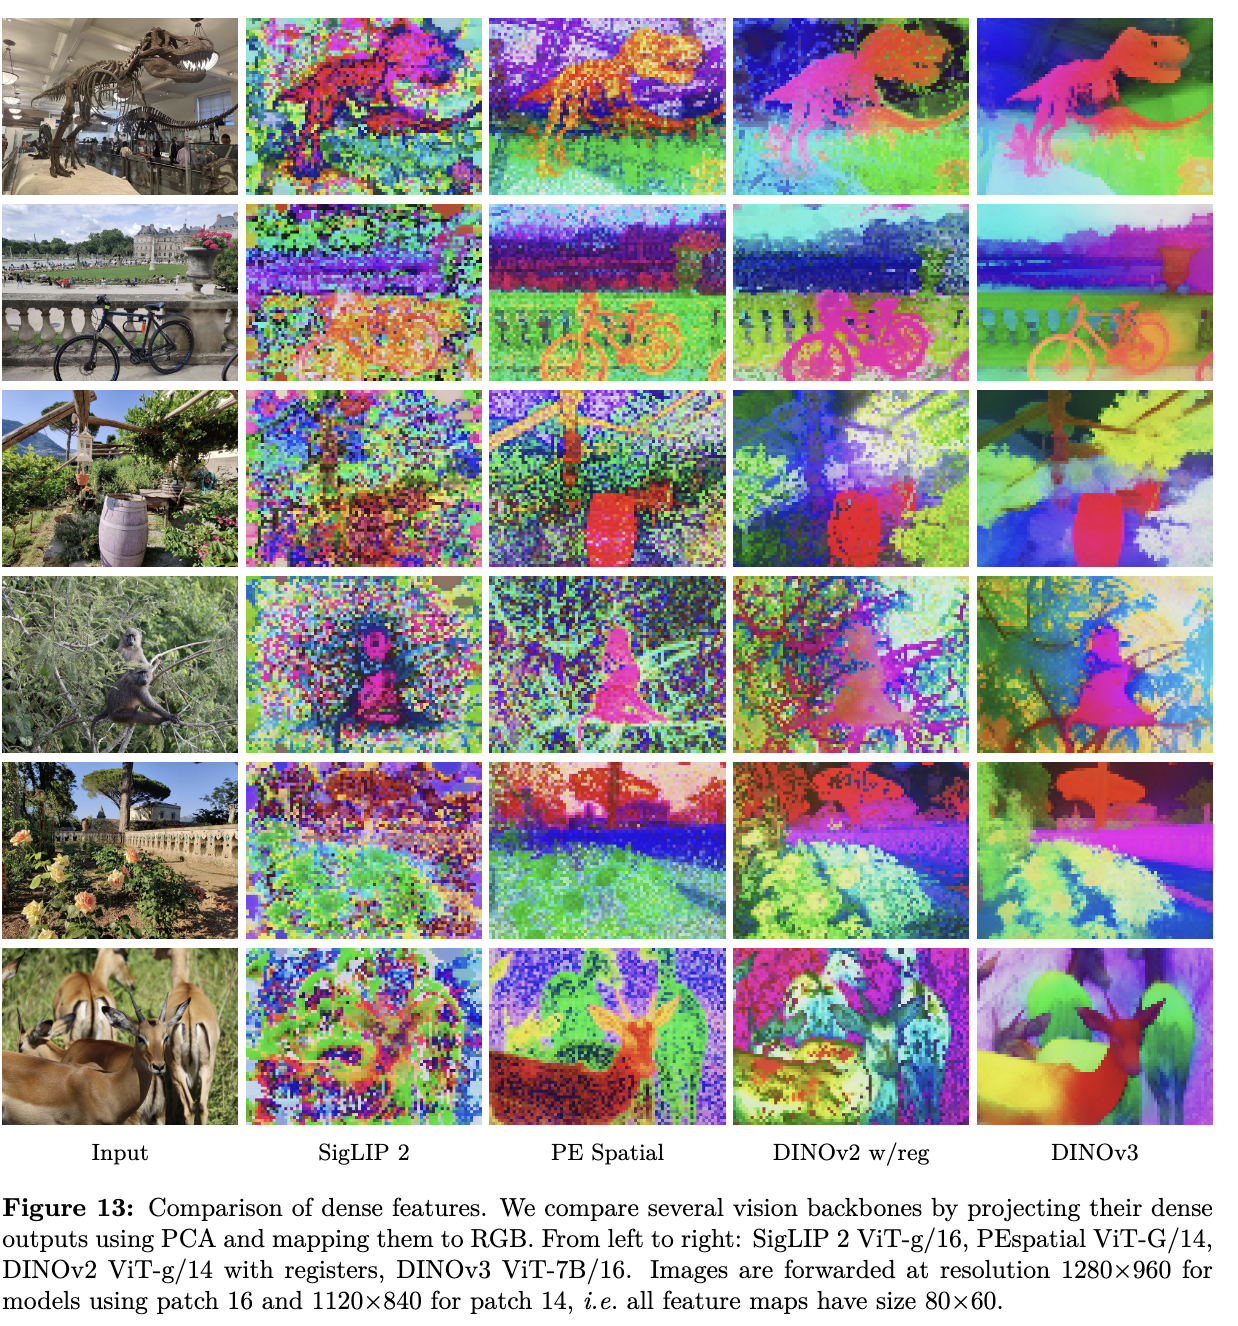 Input SigLIP 2 PE Spatial DINOv2 w/reg DINOv3
Figure 13: Comparison of dense features. We compare several vision backbones by projecting their dense
outputs using PCA and mapping them to RGB. From left to right: SigLIP 2 ViT-g/16, PEspatial ViT-G/14,
DINOv2 ViT-g/14 with registers, DINOv3 ViT-7B/16. Images are forwarded at resolution 1280×960 for
models using patch 16 and 1120×840 for patch 14, i.e. all feature maps have size 80×60.